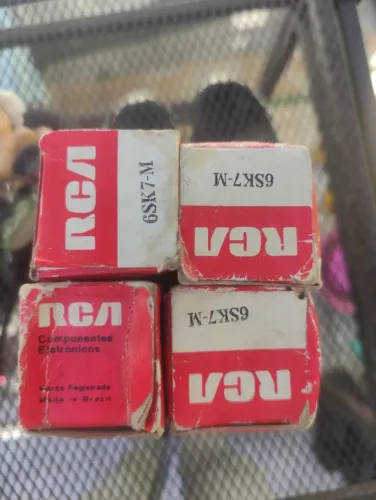 RCA
6SK7-M
6SK7-M
RCA
RCA
Componentes
Eletrônicos
Marca Registrada
Made in Brazil
6SK7-M
RCA